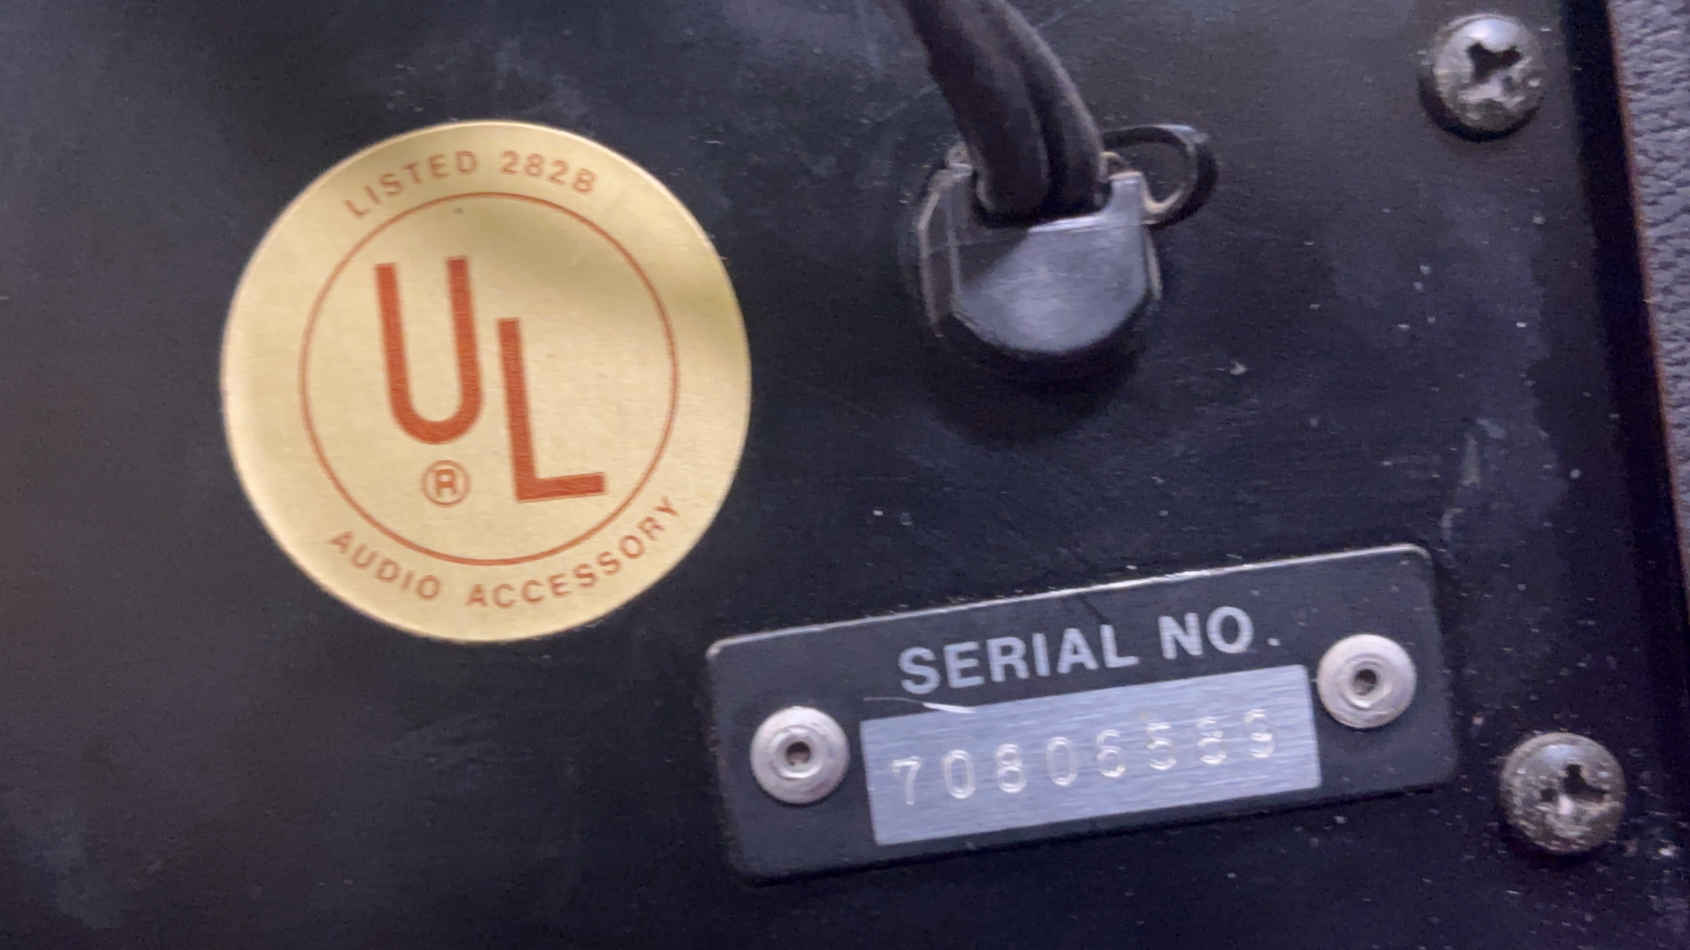 LISTED 282B
UL
®
AUDIO ACCESSORY
SERIAL NO.